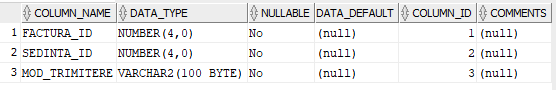 COLUMN_NAME DATA_TYPE NULLABLE DATA_DEFAULT COLUMN_ID COMMENTS
1 FACTURA_ID NUMBER(4,0) No (null) 1 (null)
2 SEDINTA_ID NUMBER(4,0) No (null) 2 (null)
3 MOD_TRIMITERE VARCHAR2(100 BYTE) No (null) 3 (null)